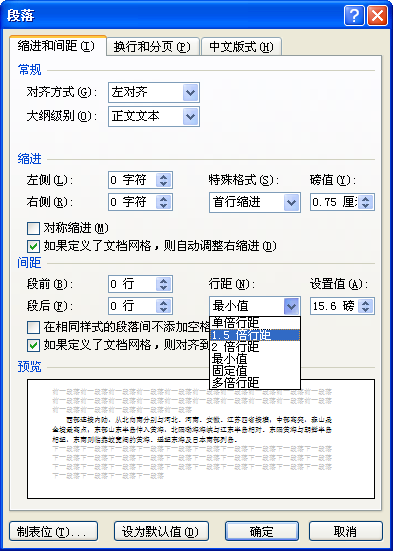 段落
缩进和间距(I) 换行和分页(P) 中文版式(H)
常规
对齐方式(G): 左对齐
大纲级别(O): 正文文本
缩进
左侧(L): 0 字符 特殊格式(S): 磅值(Y):
右侧(R): 0 字符 首行缩进 0.75 厘
☐ 对称缩进(M)
☑ 如果定义了文档网格，则自动调整右缩进(D)
间距
段前(B): 0 行 行距(N): 设置值(A):
段后(F): 0 行 最小值 15.6 磅
☐ 在相同样式的段落间不添加空格
☑ 如果定义了文档网格，则对齐到
单倍行距
1.5 倍行距
2 倍行距
最小值
固定值
多倍行距
预览
制表位(T)... 设为默认值(D) 确定 取消